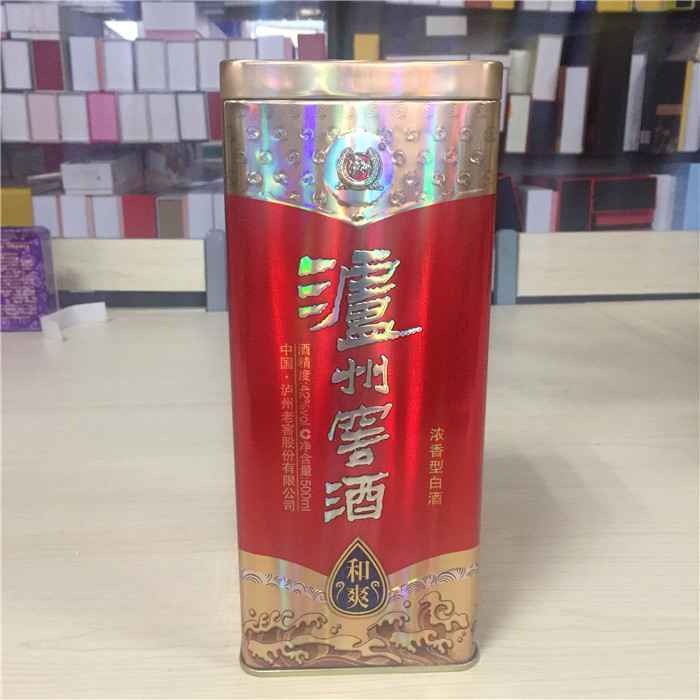 瀘州窖酒
酒精度:42%vol 净含量:500ml
中国·泸州老窖股份有限公司
浓香型白酒
和爽